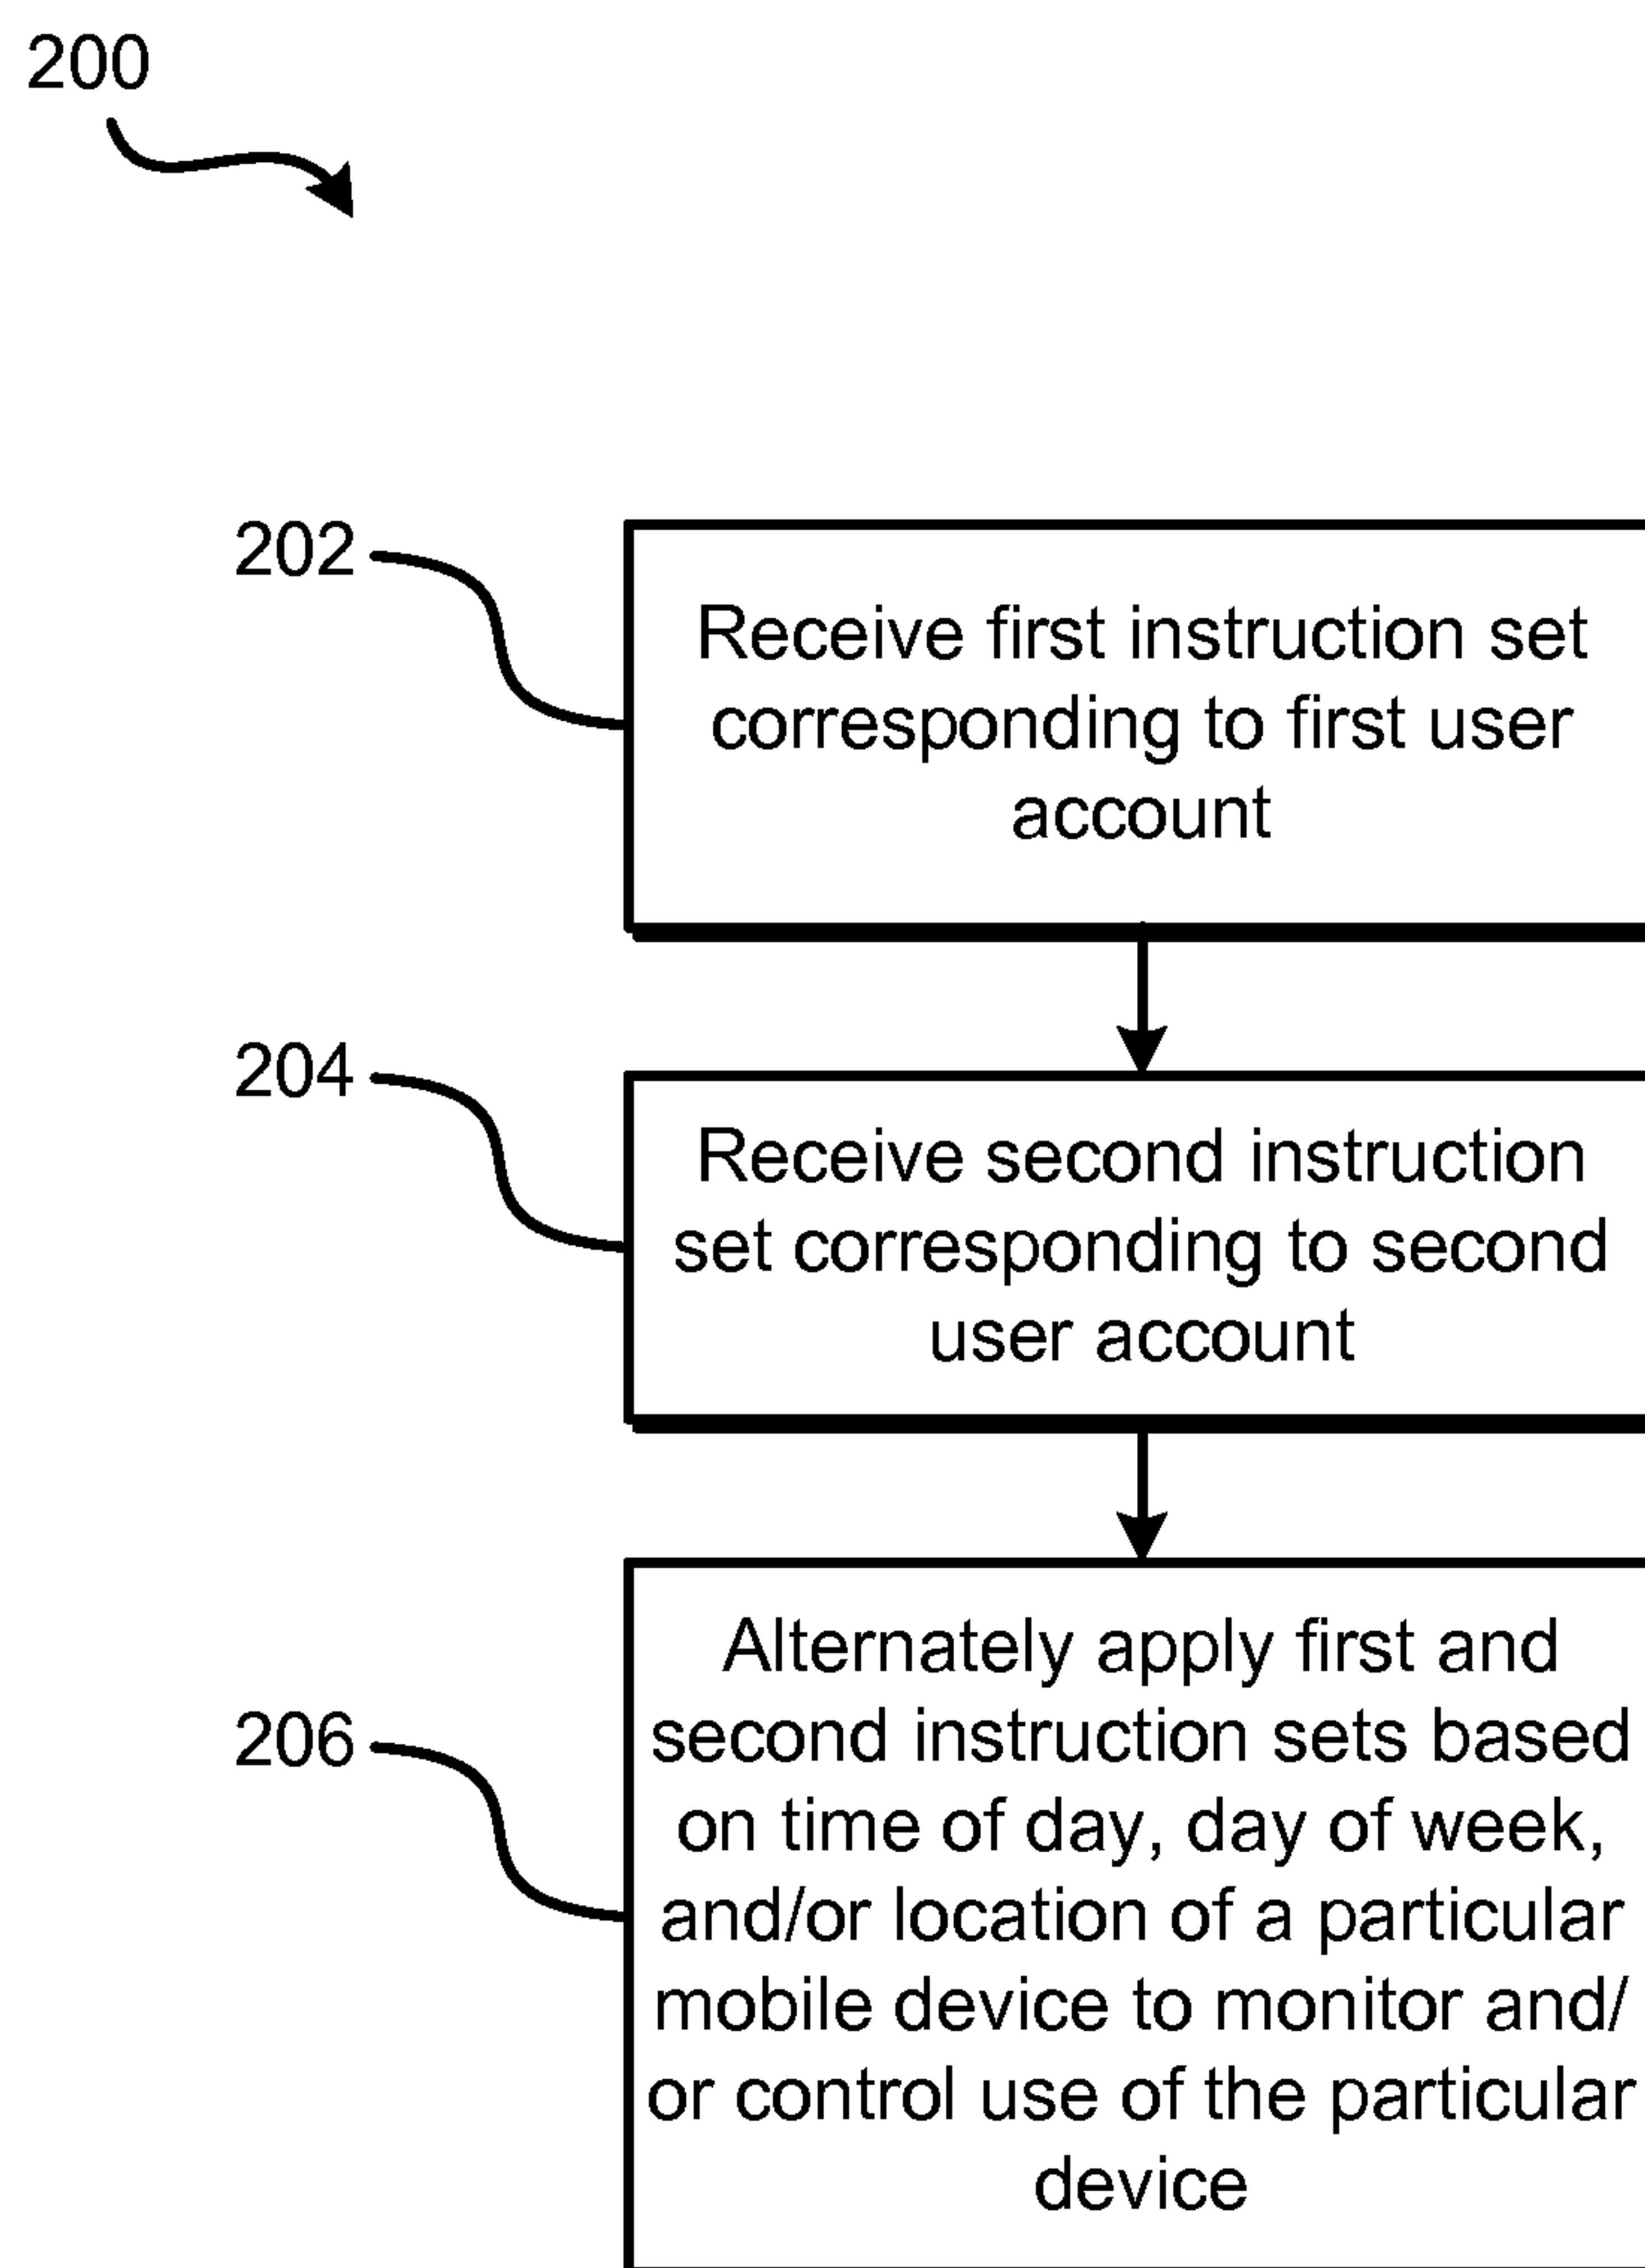 200
202
Receive first instruction set
corresponding to first user
account
204
Receive second instruction
set corresponding to second
user account
206
Alternately apply first and
second instruction sets based
on time of day, day of week,
and/or location of a particular
mobile device to monitor and/
or control use of the particular
device